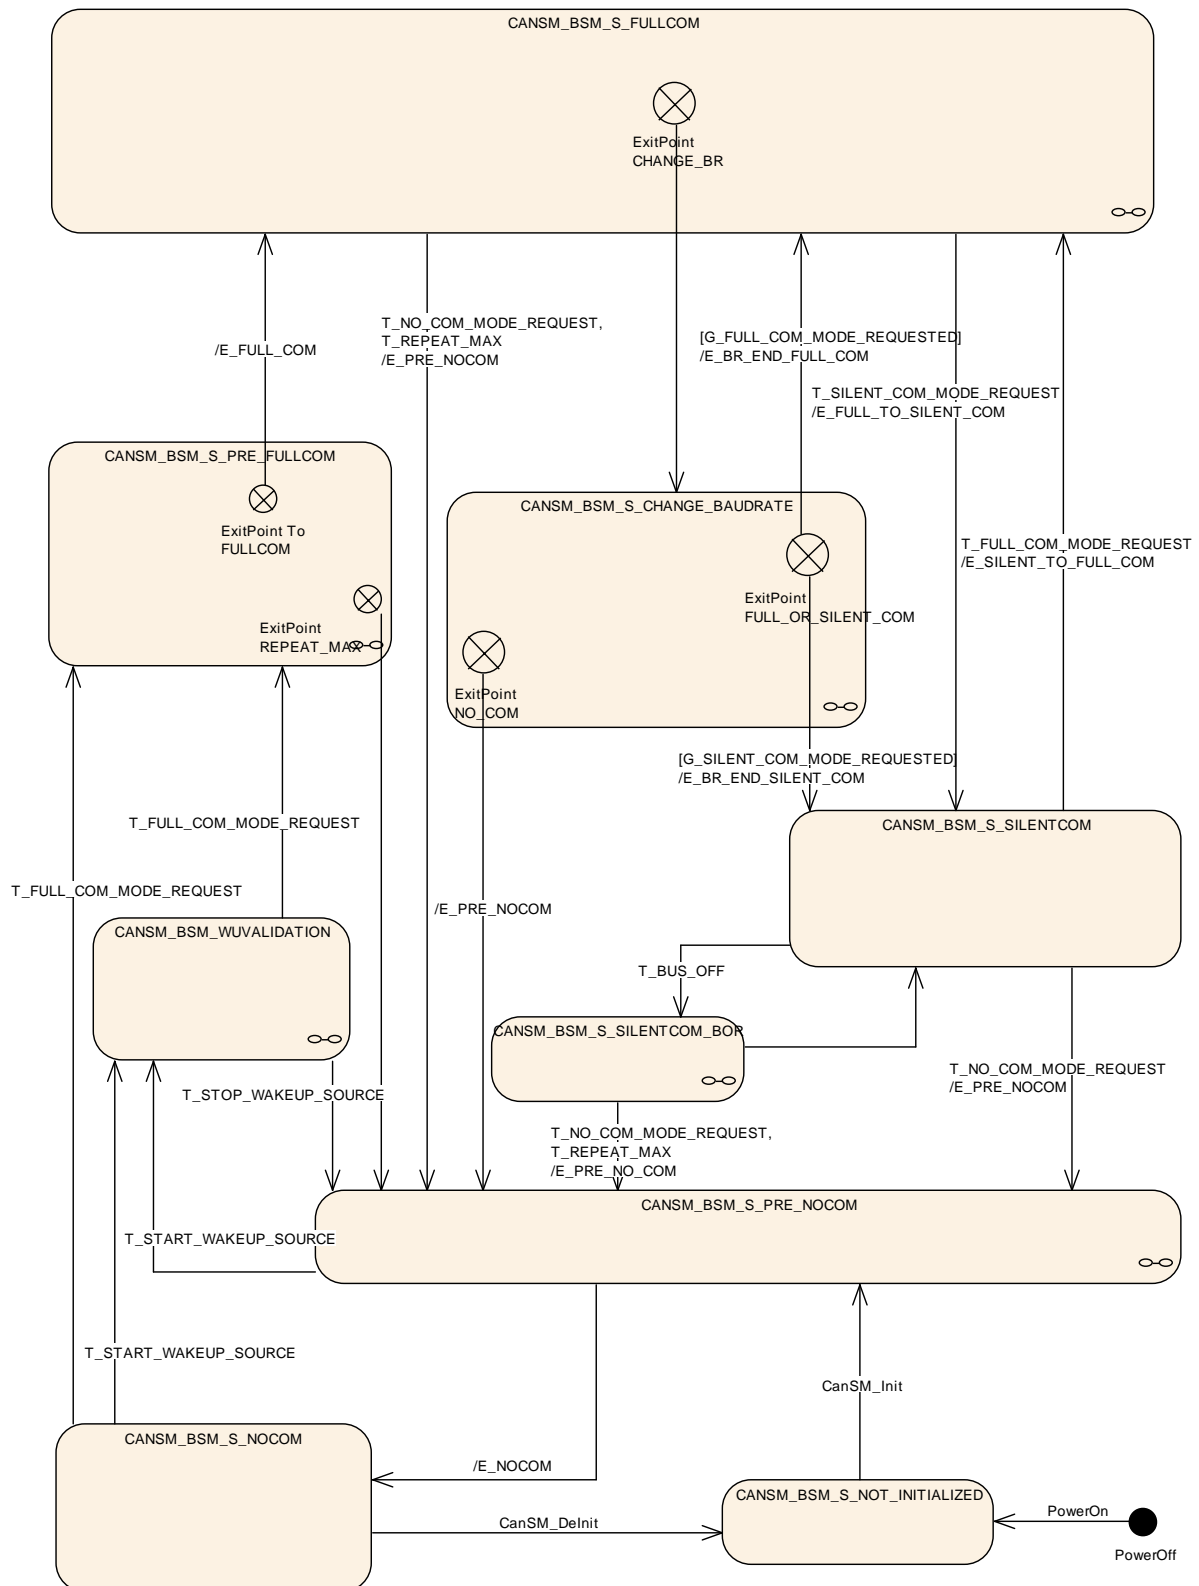 CANSM_BSM_S_FULLCOM
ExitPoint
CHANGE_BR
T_NO_COM_MODE_REQUEST,
T_REPEAT_MAX
/E_PRE_NOCOM
/E_FULL_COM
[G_FULL_COM_MODE_REQUESTED]
/E_BR_END_FULL_COM
T_SILENT_COM_MODE_REQUEST
/E_FULL_TO_SILENT_COM
CANSM_BSM_S_PRE_FULLCOM
ExitPoint To
FULLCOM
ExitPoint
REPEAT_MAX
CANSM_BSM_S_CHANGE_BAUDRATE
T_FULL_COM_MODE_REQUEST
/E_SILENT_TO_FULL_COM
ExitPoint
FULL_OR_SILENT_COM
ExitPoint
NO_COM
[G_SILENT_COM_MODE_REQUESTED]
/E_BR_END_SILENT_COM
T_FULL_COM_MODE_REQUEST
CANSM_BSM_S_SILENTCOM
T_FULL_COM_MODE_REQUEST
/E_PRE_NOCOM
CANSM_BSM_WUVALIDATION
T_BUS_OFF
CANSM_BSM_S_SILENTCOM_BOR
T_NO_COM_MODE_REQUEST
/E_PRE_NOCOM
T_STOP_WAKEUP_SOURCE
T_NO_COM_MODE_REQUEST,
T_REPEAT_MAX
/E_PRE_NO_COM
CANSM_BSM_S_PRE_NOCOM
T_START_WAKEUP_SOURCE
T_START_WAKEUP_SOURCE
CanSM_Init
CANSM_BSM_S_NOCOM
/E_NOCOM
CANSM_BSM_S_NOT_INITIALIZED
CanSM_DeInit
PowerOn
PowerOff